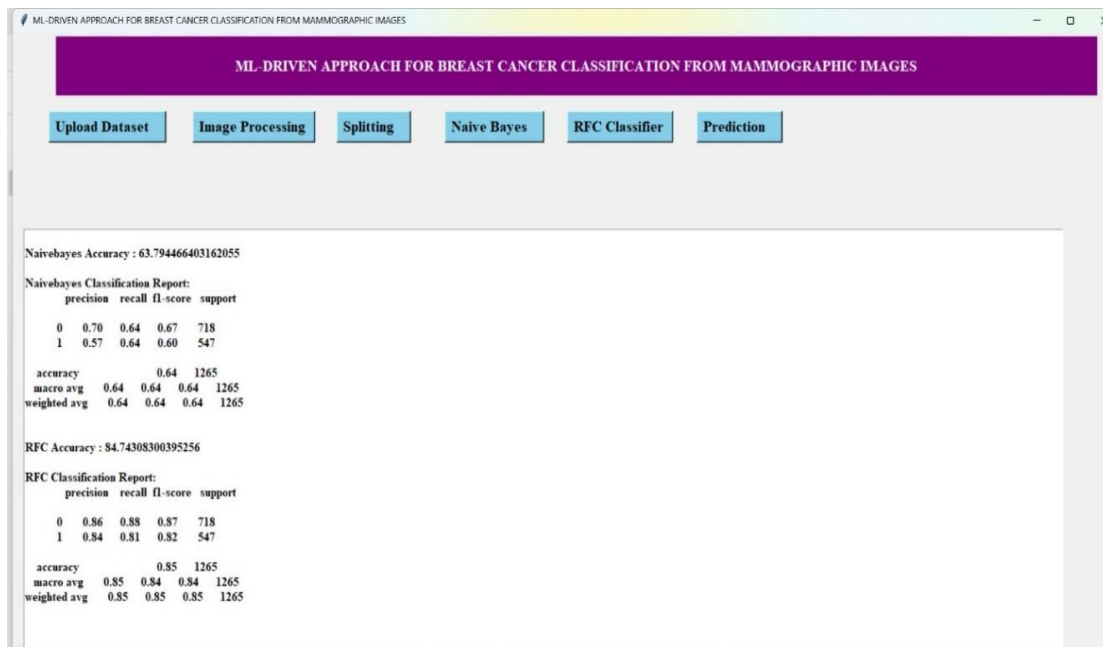 ML-DRIVEN APPROACH FOR BREAST CANCER CLASSIFICATION FROM MAMMOGRAPHIC IMAGES
ML-DRIVEN APPROACH FOR BREAST CANCER CLASSIFICATION FROM MAMMOGRAPHIC IMAGES
Upload Dataset Image Processing Splitting Naive Bayes RFC Classifier Prediction
Naivebayes Accuracy : 63.794466403162055
Naivebayes Classification Report:
precision recall f1-score support
0 0.70 0.64 0.67 718
1 0.57 0.64 0.60 547
accuracy 0.64 1265
macro avg 0.64 0.64 0.64 1265
weighted avg 0.64 0.64 0.64 1265
RFC Accuracy : 84.74308300395256
RFC Classification Report:
precision recall f1-score support
0 0.86 0.88 0.87 718
1 0.84 0.81 0.82 547
accuracy 0.85 1265
macro avg 0.85 0.84 0.84 1265
weighted avg 0.85 0.85 0.85 1265